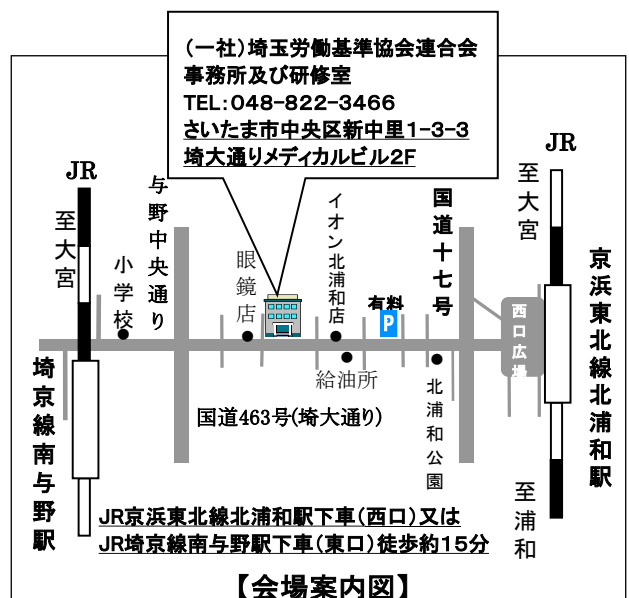 （一社）埼玉労働基準協会連合会
事務所及び研修室
TEL：048-822-3466
さいたま市中央区新中里1-3-3
埼大通りメディカルビル2F
JR
至大宮
小学校
与野中央通り
眼鏡店
イオン北浦和店
有料
P
国道十七号
至大宮
JR
西口広場
京浜東北線北浦和駅
埼京線南与野駅
給油所
北浦和公園
国道463号(埼大通り)
至浦和
JR京浜東北線北浦和駅下車（西口）又は
JR埼京線南与野駅下車（東口）徒歩約15分
【会場案内図】